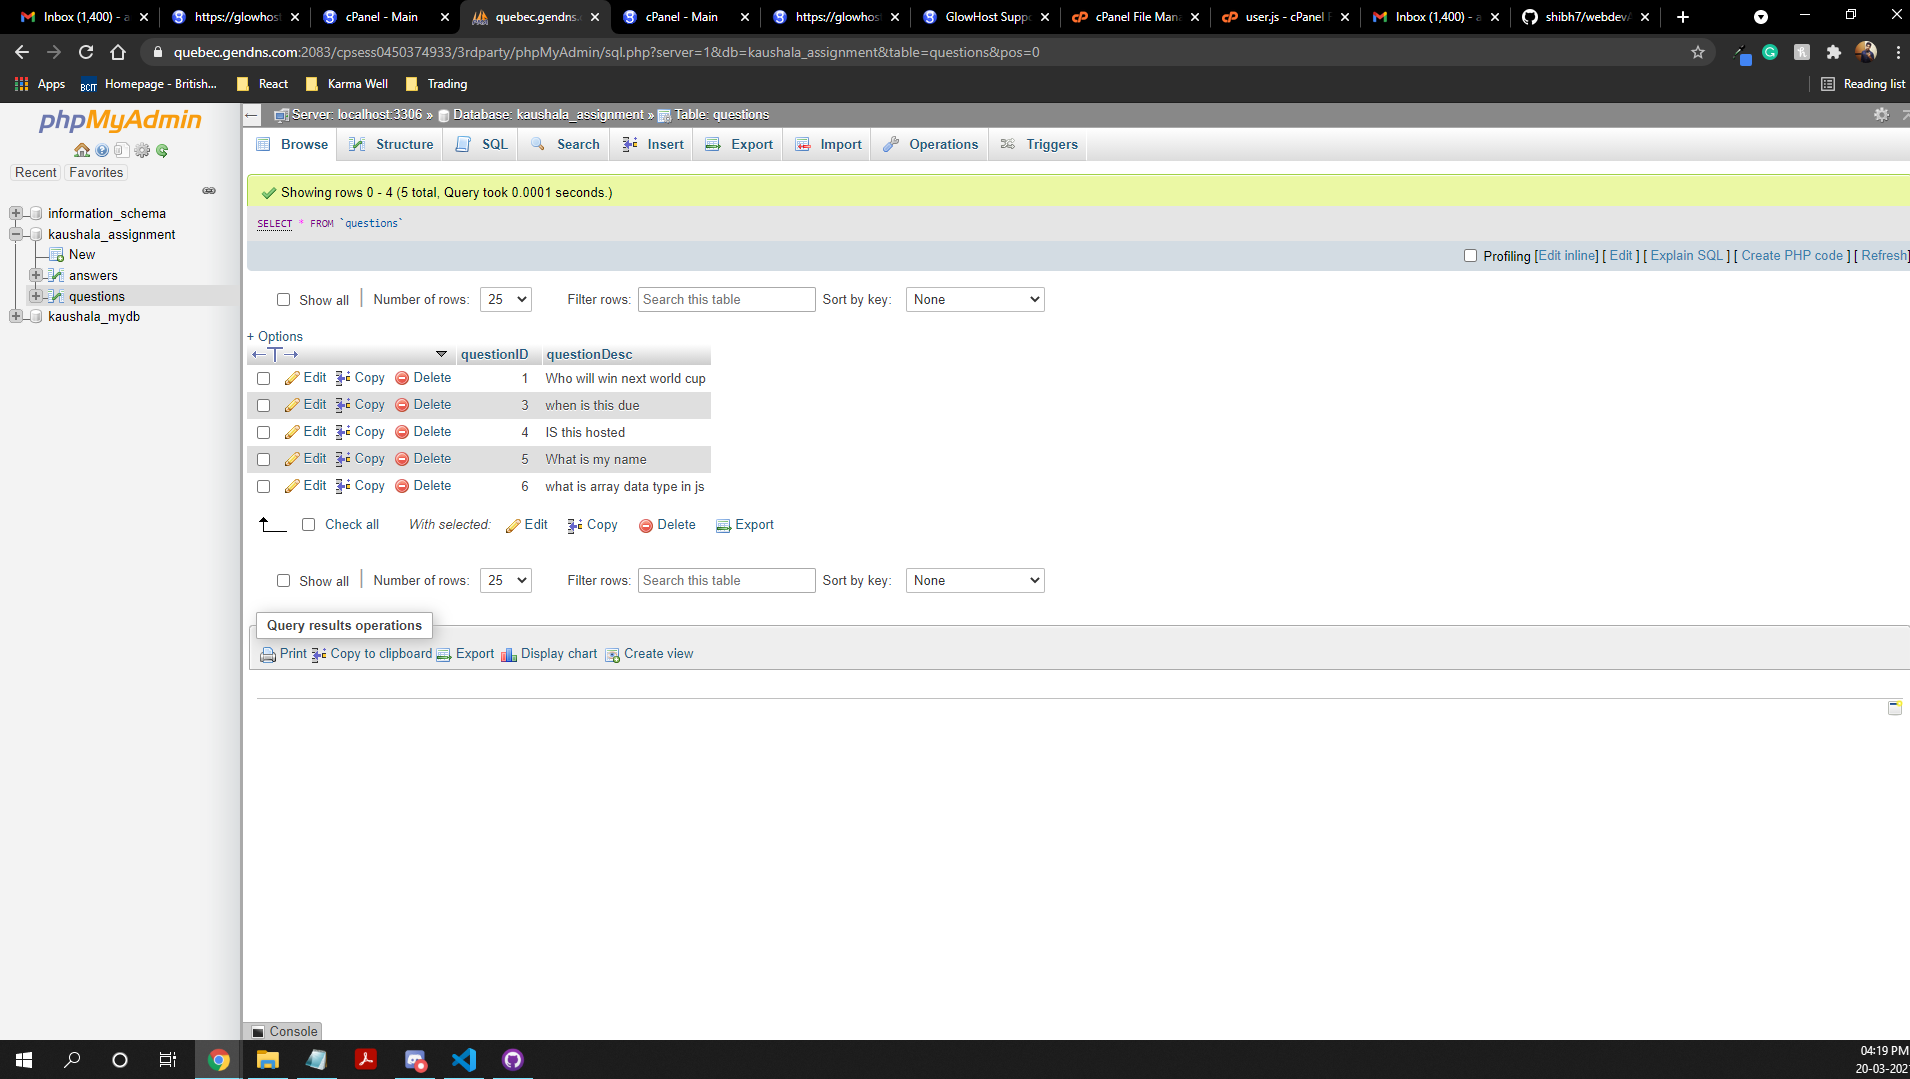 Inbox (1,400) - a
https://glowhos
cPanel - Main
quebec.gendns.c
cPanel - Main
https://glowhos
GlowHost Suppo
cPanel File Mana
user.js - cPanel F
Inbox (1,400) - a
shibh7/webdevA
quebec.gendns.com:2083/cpsess0450374933/3rdparty/phpMyAdmin/sql.php?server=1&db=kaushala_assignment&table=questions&pos=0
Apps
BCIT
Homepage - British...
React
Karma Well
Trading
Reading list
phpMyAdmin
Recent
Favorites
information_schema
kaushala_assignment
New
answers
questions
kaushala_mydb
Server: localhost:3306 » Database: kaushala_assignment » Table: questions
Browse
Structure
SQL
Search
Insert
Export
Import
Operations
Triggers
Showing rows 0 - 4 (5 total, Query took 0.0001 seconds.)
SELECT * FROM `questions`
Profiling [Edit inline] [ Edit ] [ Explain SQL ] [ Create PHP code ] [ Refresh]
Show all | Number of rows: 25 Filter rows: Search this table Sort by key: None
+ Options
←T→ questionID questionDesc
Edit Copy Delete 1 Who will win next world cup
Edit Copy Delete 3 when is this due
Edit Copy Delete 4 IS this hosted
Edit Copy Delete 5 What is my name
Edit Copy Delete 6 what is array data type in js
Check all With selected: Edit Copy Delete Export
Show all | Number of rows: 25 Filter rows: Search this table Sort by key: None
Query results operations
Print Copy to clipboard Export Display chart Create view
Console
04:19 PM
20-03-202